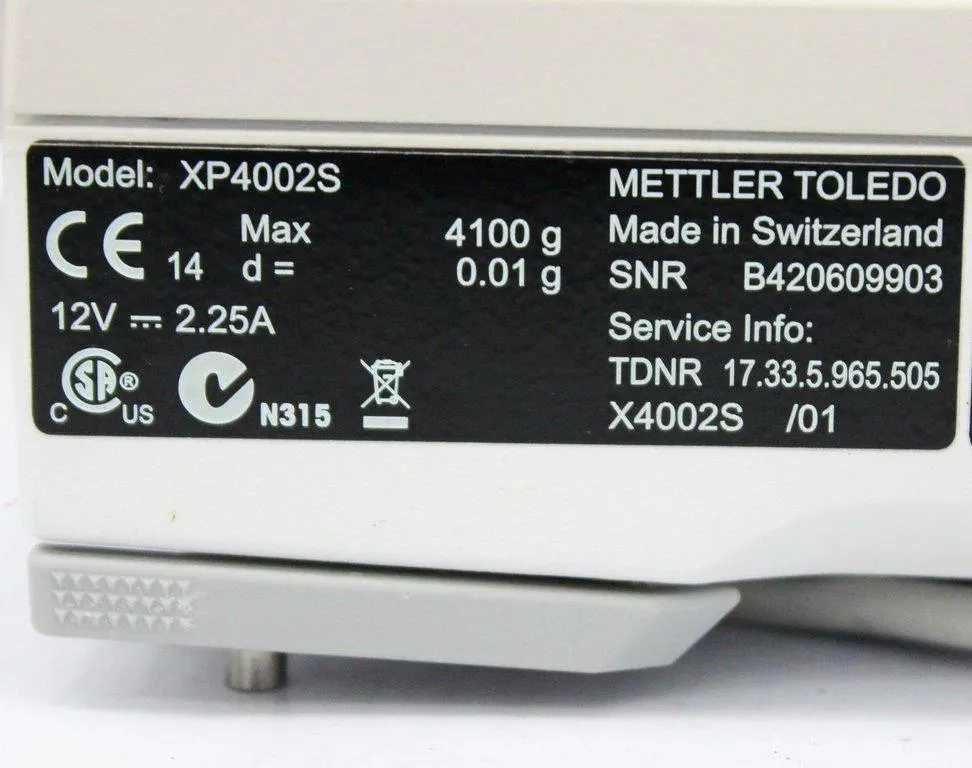 Model: XP4002S
CE 14
Max 4100 g
d = 0.01 g
12V ⎓ 2.25A
C SA® US
N315
METTLER TOLEDO
Made in Switzerland
SNR B420609903
Service Info:
TDNR 17.33.5.965.505
X4002S /01